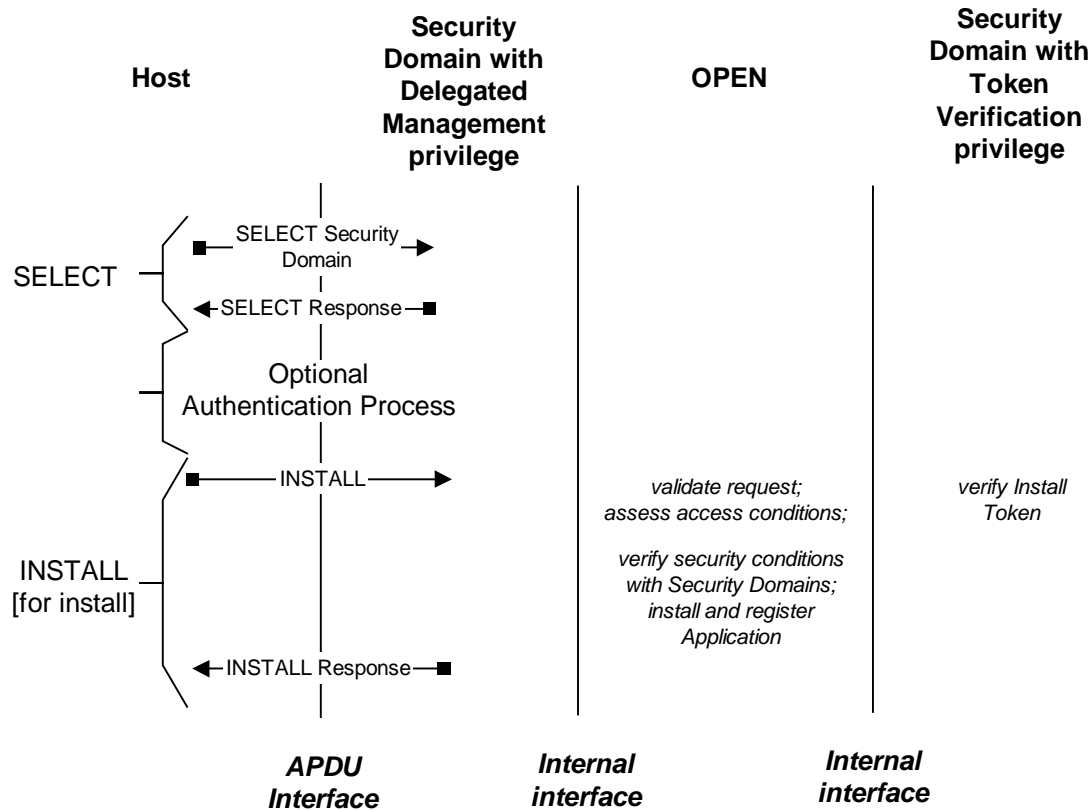 Host
Security
Domain with
Delegated
Management
privilege
OPEN
Security
Domain with
Token
Verification
privilege
SELECT
SELECT Security
Domain
SELECT Response
Optional
Authentication Process
INSTALL
[for install]
INSTALL
validate request;
assess access conditions;
verify security conditions
with Security Domains;
install and register
Application
verify Install
Token
INSTALL Response
APDU
Interface
Internal
interface
Internal
interface